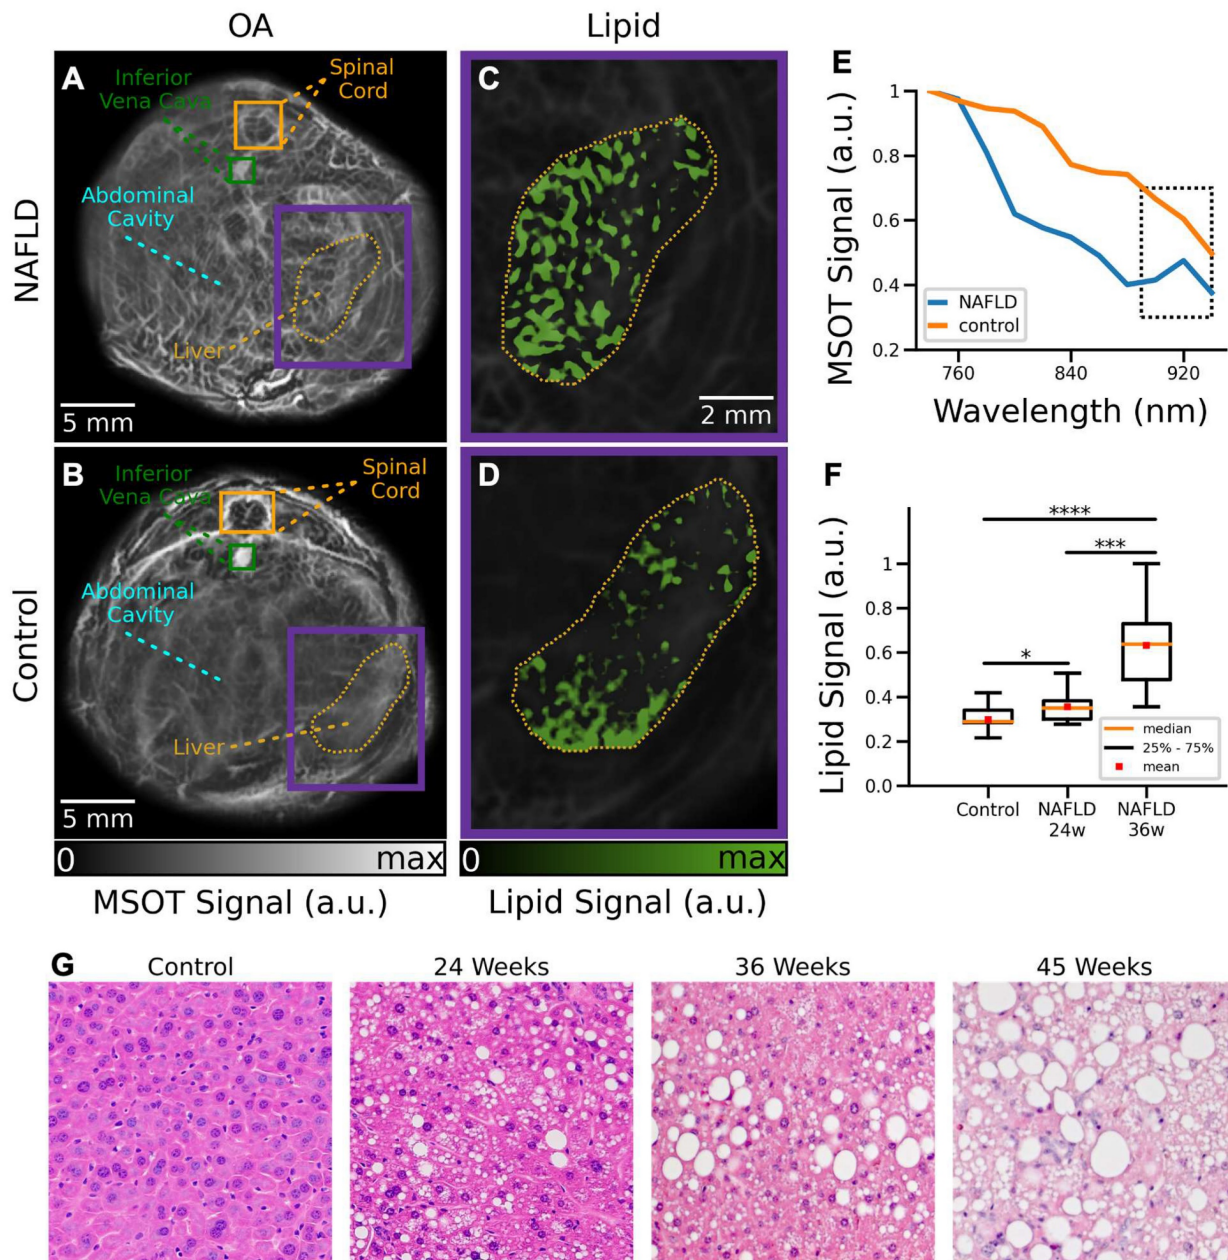 OA
Lipid
NAFLD
A
Inferior
Vena Cava
Spinal
Cord
Abdominal
Cavity
Liver
5 mm
C
2 mm
E
MSOT Signal (a.u.)
1
0.8
0.6
0.4
0.2
NAFLD
control
760
840
920
Wavelength (nm)
Control
B
Inferior
Vena Cava
Spinal
Cord
Abdominal
Cavity
Liver
5 mm
D
0
max
MSOT Signal (a.u.)
0
max
Lipid Signal (a.u.)
F
Lipid Signal (a.u.)
****
***
*
1
0.8
0.6
0.4
0.2
0.0
median
25% - 75%
mean
Control
NAFLD
24w
NAFLD
36w
G
Control
24 Weeks
36 Weeks
45 Weeks